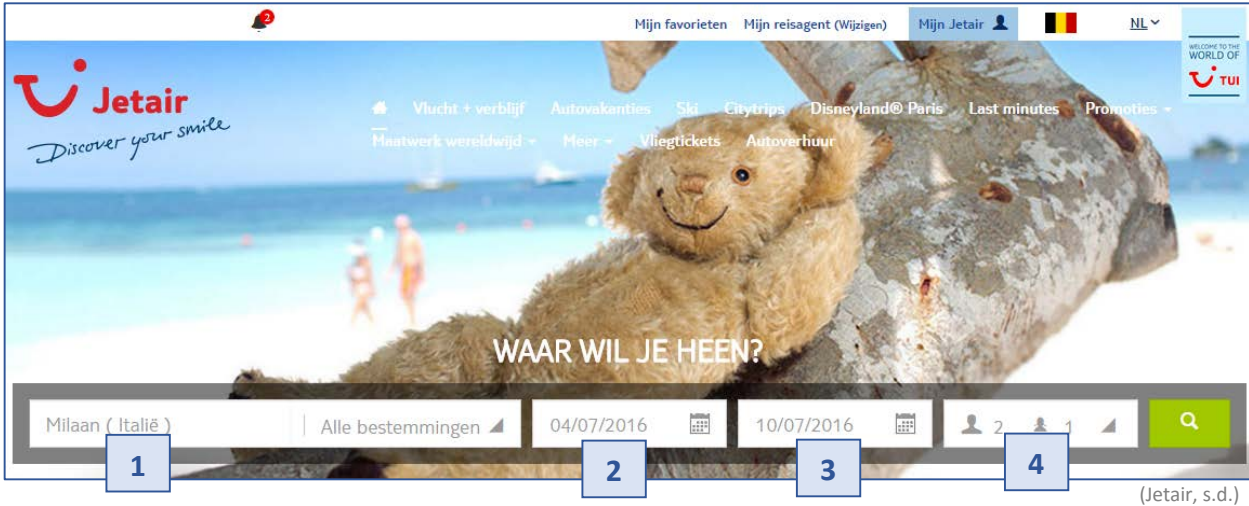 2
Mijn favorieten Mijn reisagent (Wijzigen) Mijn Jetair NL
WELCOME TO THE
WORLD OF
TUI
Jetair
Discover your smile
Vlucht + verblijf Autovakanties Ski Citytrips Disneyland® Paris Last minutes Promoties
Maatwerk wereldwijd Meer Vliegtickets Autoverhuur
WAAR WIL JE HEEN?
Milaan ( Italië ) Alle bestemmingen 04/07/2016 10/07/2016 2 1
1 2 3 4
(Jetair, s.d.)